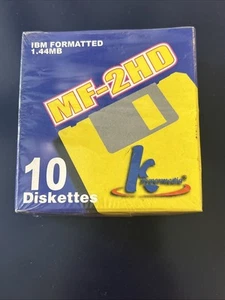 IBM FORMATTED
1.44MB
MF-2HD
10
Diskettes
K